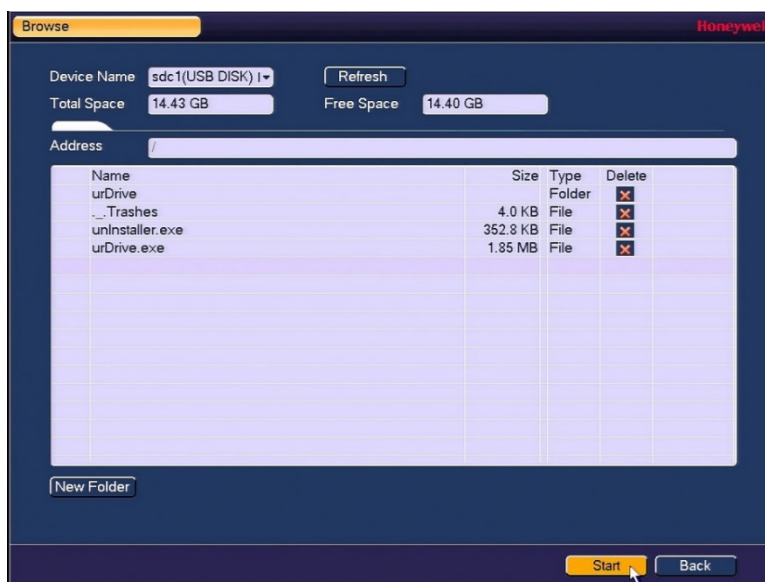 Browse
Honeywel
Device Name sdc1(USB DISK) Refresh
Total Space 14.43 GB Free Space 14.40 GB
Address /
Name Size Type Delete
urDrive Folder
._.Trashes 4.0 KB File
unInstaller.exe 352.8 KB File
urDrive.exe 1.85 MB File
New Folder
Start Back